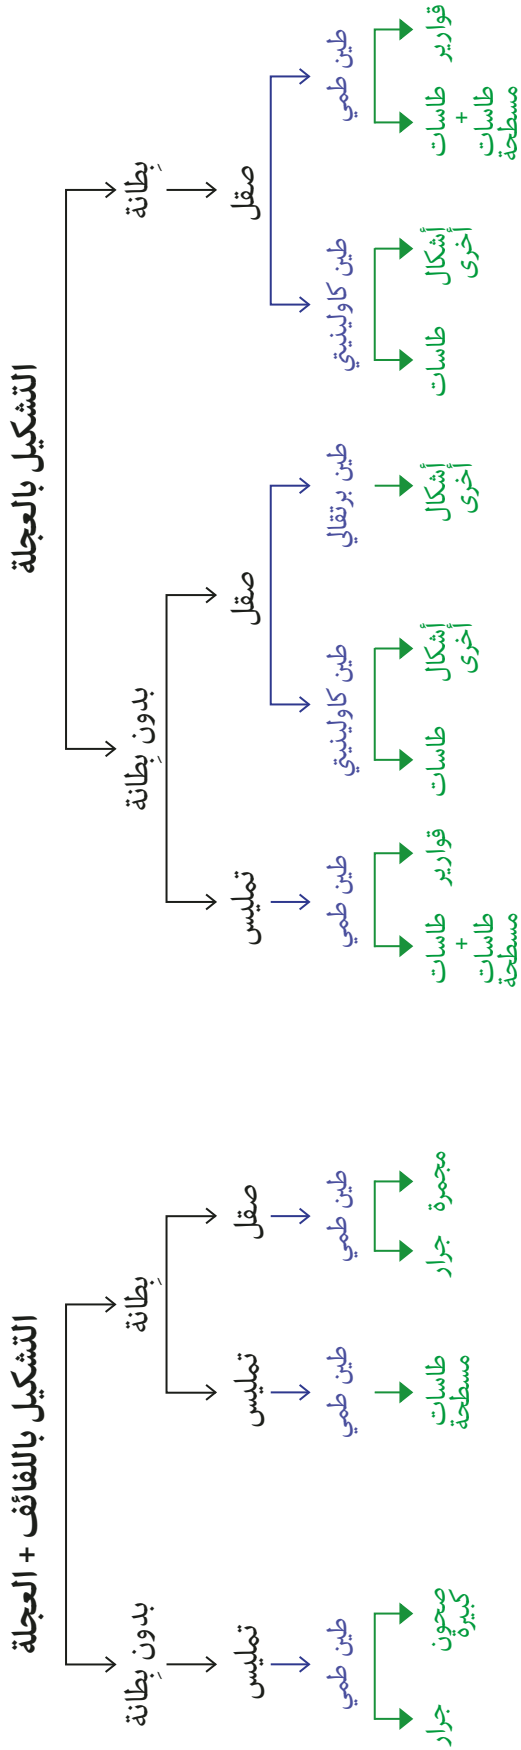 التشكيل بالعجلة
بِطانة
بدون بِطانة
صقل
صقل
تمليس
طين طمي
طين كاولينيتي
طين برتقالي
طين كاولينيتي
طين طمي
قوارير
طاسات
+
طاسات
مسطحة
أشكال
أخرى
طاسات
أشكال
أخرى
أشكال
أخرى
طاسات
قوارير
طاسات
+
طاسات
مسطحة
التشكيل باللفائف + العجلة
بِطانة
بدون بِطانة
صقل
تمليس
تمليس
طين طمي
طين طمي
طين طمي
مجمرة
جرار
طاسات
مسطحة
صحون
كبيرة
جرار